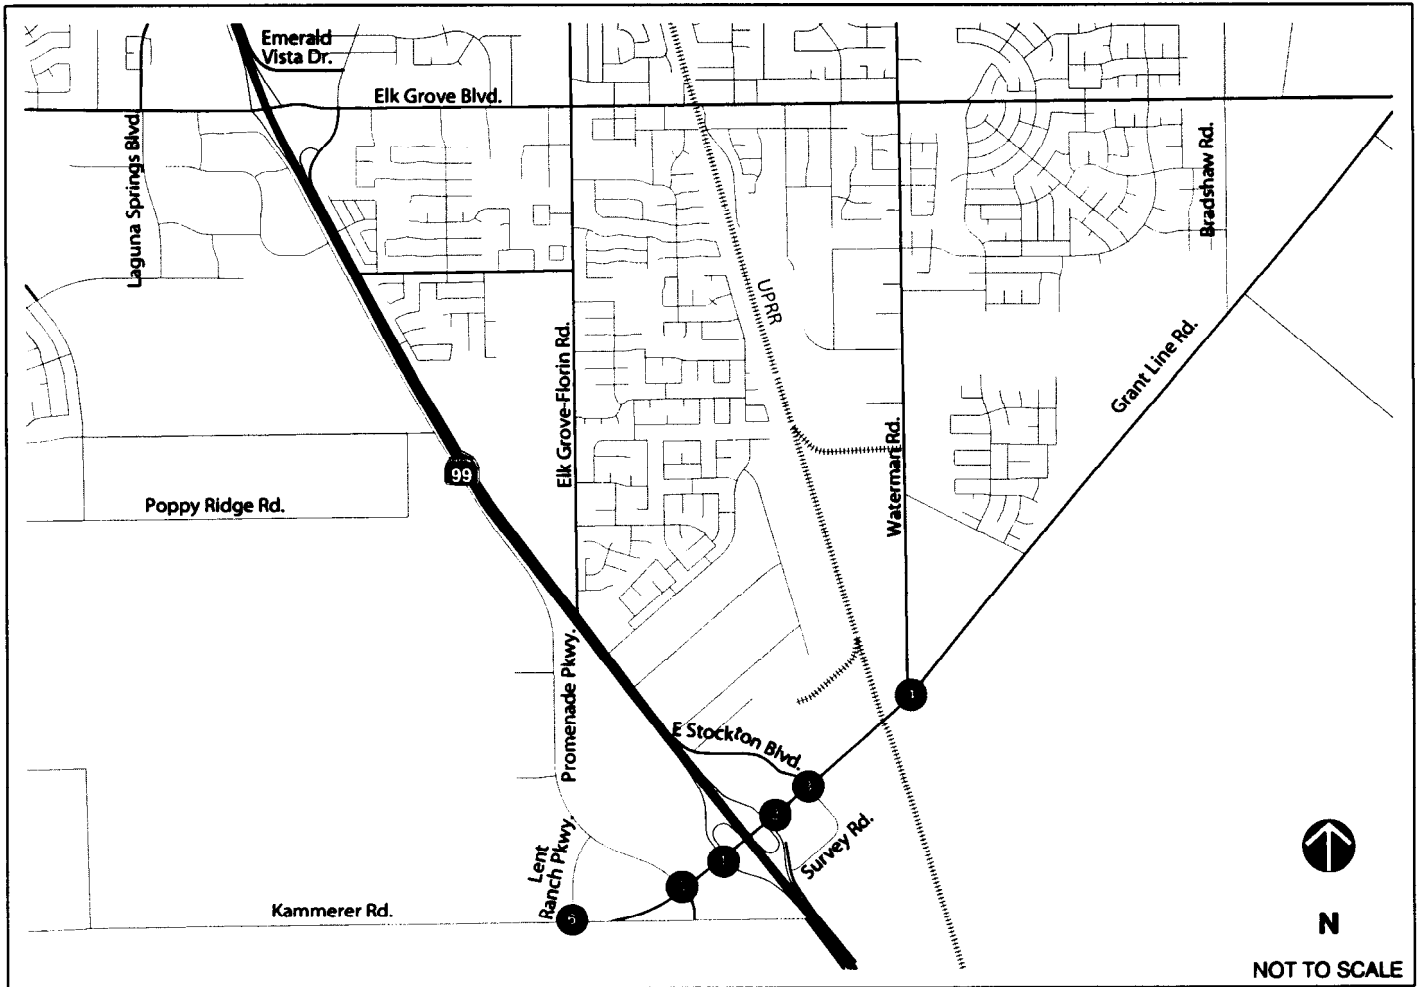 Emerald
Vista Dr.
Elk Grove Blvd.
Laguna Springs Blvd.
Bradshaw Rd.
UPRR
Elk Grove-Florin Rd.
Grant Line Rd.
Waterman Rd.
99
Poppy Ridge Rd.
Promenade Pkwy.
E Stockton Blvd.
Survey Rd.
Lent
Ranch Pkwy.
Kammerer Rd.
N
NOT TO SCALE